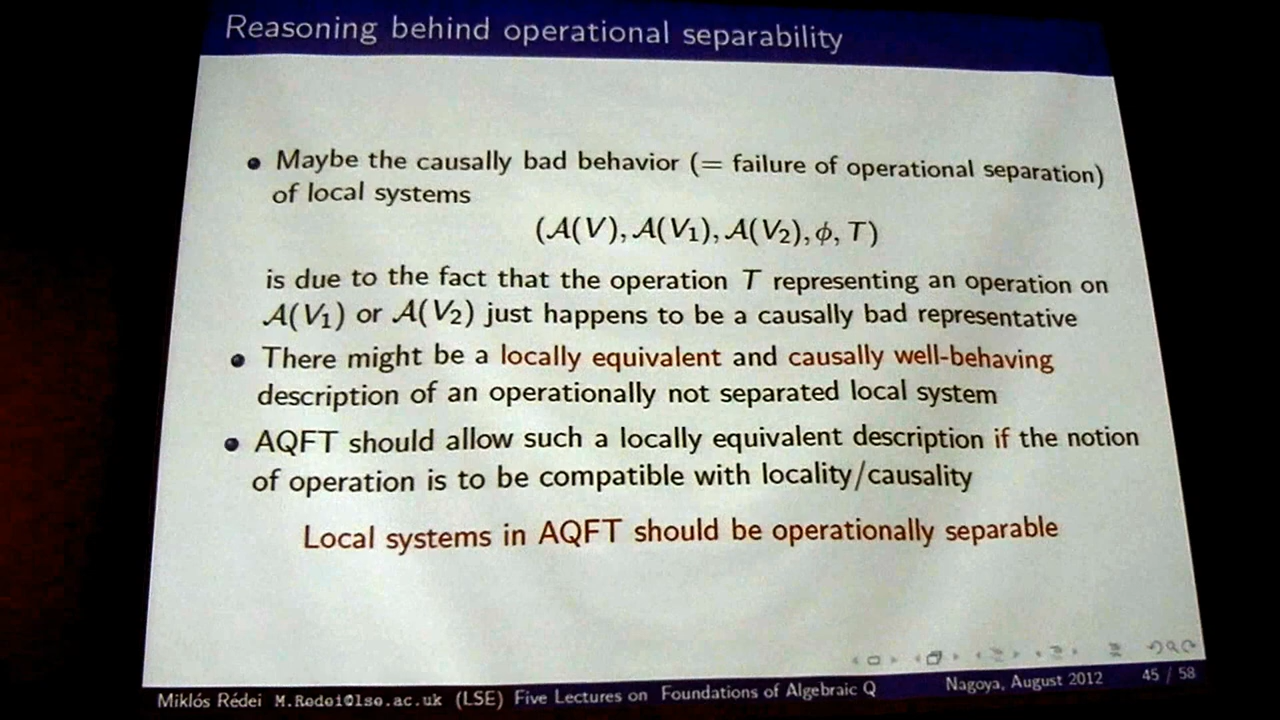 Reasoning behind operational separability
Maybe the causally bad behavior (= failure of operational separation)
of local systems
(𝒜(V), 𝒜(V₁), 𝒜(V₂), ϕ, T)
is due to the fact that the operation T representing an operation on
𝒜(V₁) or 𝒜(V₂) just happens to be a causally bad representative
There might be a locally equivalent and causally well-behaving
description of an operationally not separated local system
AQFT should allow such a locally equivalent description if the notion
of operation is to be compatible with locality/causality
Local systems in AQFT should be operationally separable
Miklós Rédei M.Redei@lse.ac.uk (LSE) Five Lectures on Foundations of Algebraic Q Nagoya, August 2012 45 / 58